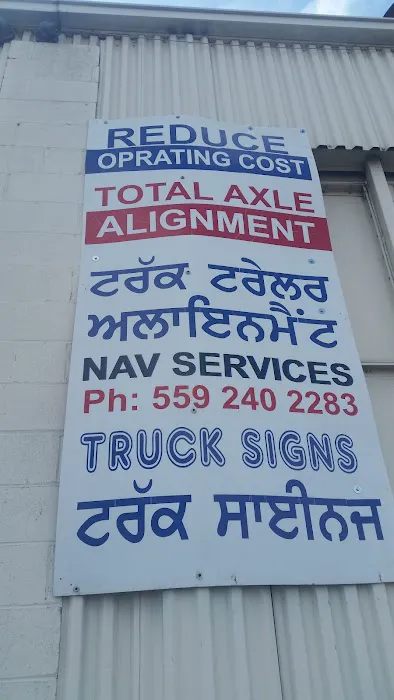 REDUCE
OPRATING COST
TOTAL AXLE
ALIGNMENT
ਟਰੱਕ ਟਰੇਲਰ
ਅਲਾਇਨਮੈਂਟ
NAV SERVICES
Ph: 559 240 2283
TRUCK SIGNS
ਟਰੱਕ ਸਾਈਨਜ